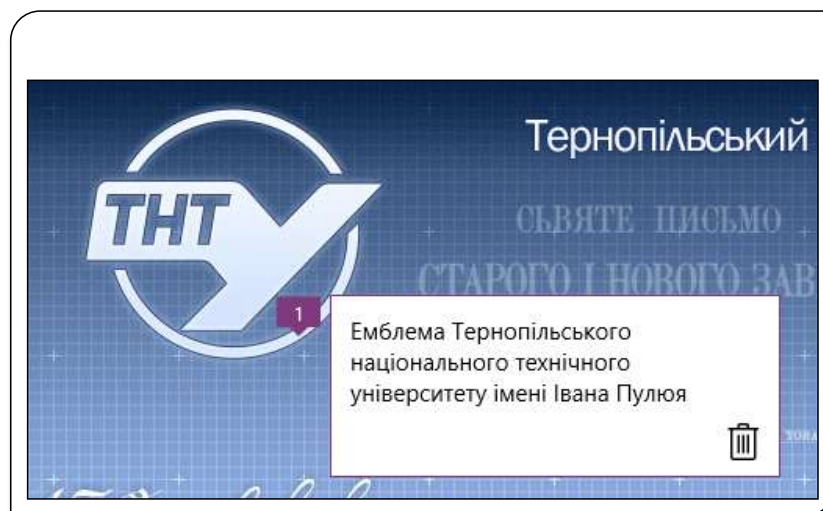 Тернопільський
ТНТУ
СЬВЯТЕ ПИСЬМО
СТАРОГО І НОВОГО ЗАВ
1
Емблема Тернопільського
національного технічного
університету імені Івана Пулюя